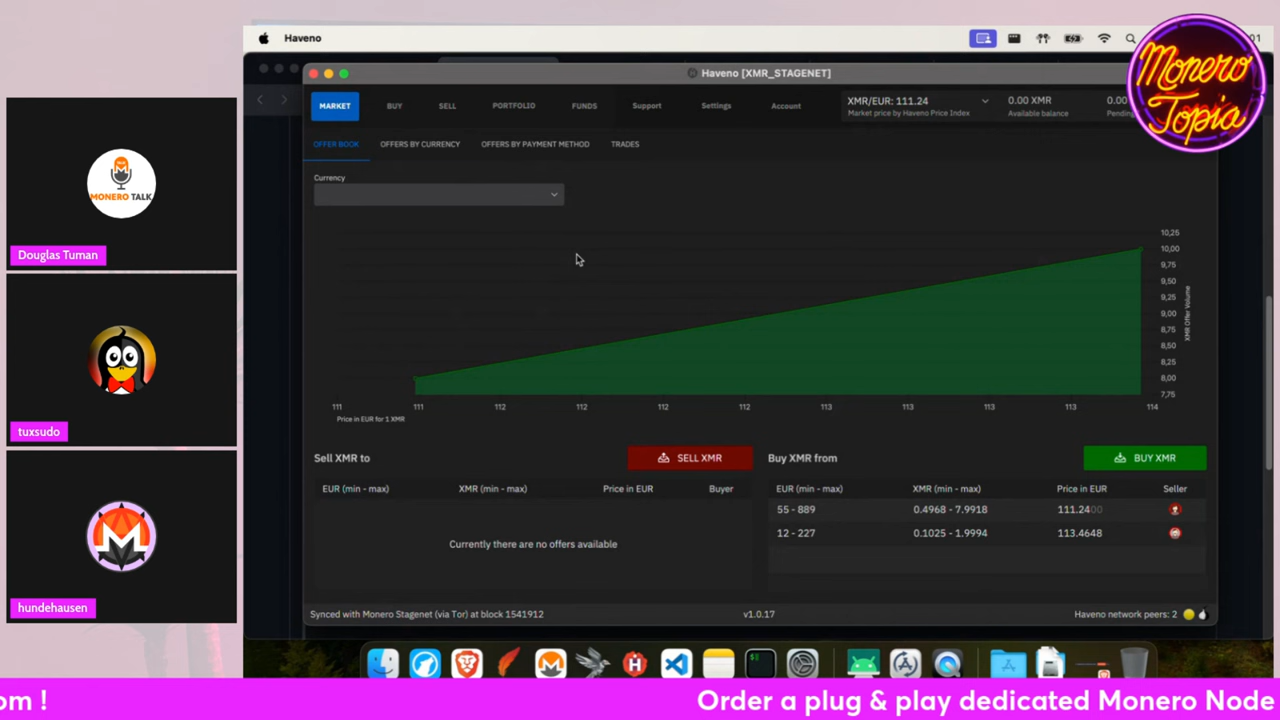 Haveno
01
Monero
Topia
Haveno [XMR_STAGENET]
MARKET
BUY
SELL
PORTFOLIO
FUNDS
Support
Settings
Account
XMR/EUR: 111.24
Market price by Haveno Price Index
0.00 XMR
Available balance
0.00
Pending
OFFER BOOK
OFFERS BY CURRENCY
OFFERS BY PAYMENT METHOD
TRADES
Currency
MONERO TALK
Douglas Tuman
tuxsudo
hundehausen
10,25
10,00
9,75
9,50
9,25
9,00
8,75
8,50
8,25
8,00
7,75
XMR Offer Volume
111
111
112
112
112
112
113
113
113
113
114
Price in EUR for 1 XMR
Sell XMR to
SELL XMR
EUR (min - max)
XMR (min - max)
Price in EUR
Buyer
Currently there are no offers available
Buy XMR from
BUY XMR
EUR (min - max)
XMR (min - max)
Price in EUR
Seller
55 - 889
0.4968 - 7.9918
111.2400
12 - 227
0.1025 - 1.9994
113.4648
Synced with Monero Stagenet (via Tor) at block 1541912
v1.0.17
Haveno network peers: 2
om !
Order a plug & play dedicated Monero Node